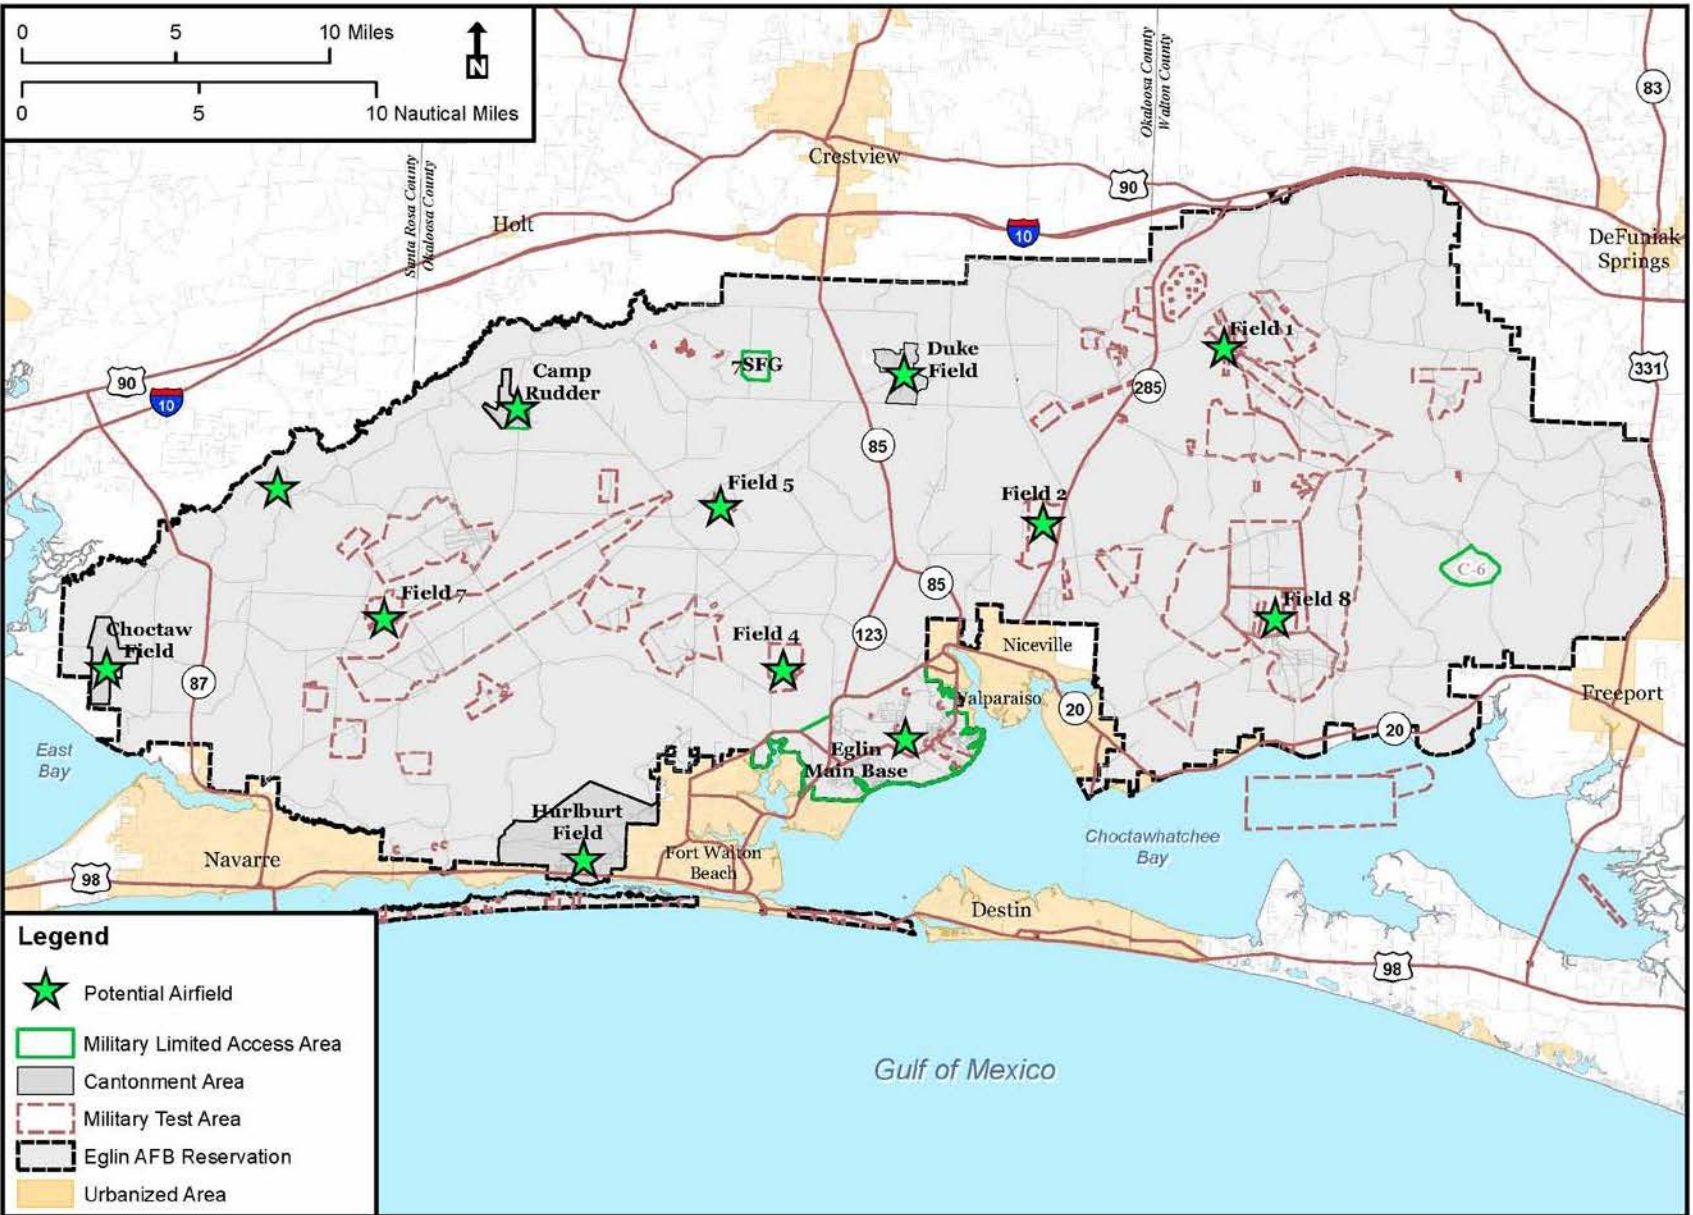 0 5 10 Miles
N
0 5 10 Nautical Miles
Okaloosa County
Walton County
83
Crestview
90
Santa Rosa County
Okaloosa County
Holt
10
DeFuniak
Springs
Field 1
Duke
Field
7SFG
Camp
Rudder
90
10
285
331
85
Field 5
Field 2
C-6
Field 7
85
Field 8
Choctaw
Field
Field 4
123
Niceville
87
Valparaiso
20
Freeport
20
East
Bay
Eglin
Main Base
Hurlburt
Field
Choctawhatchee
Bay
Navarre
Fort Walton
Beach
98
Destin
98
Gulf of Mexico
Legend
Potential Airfield
Military Limited Access Area
Cantonment Area
Military Test Area
Eglin AFB Reservation
Urbanized Area